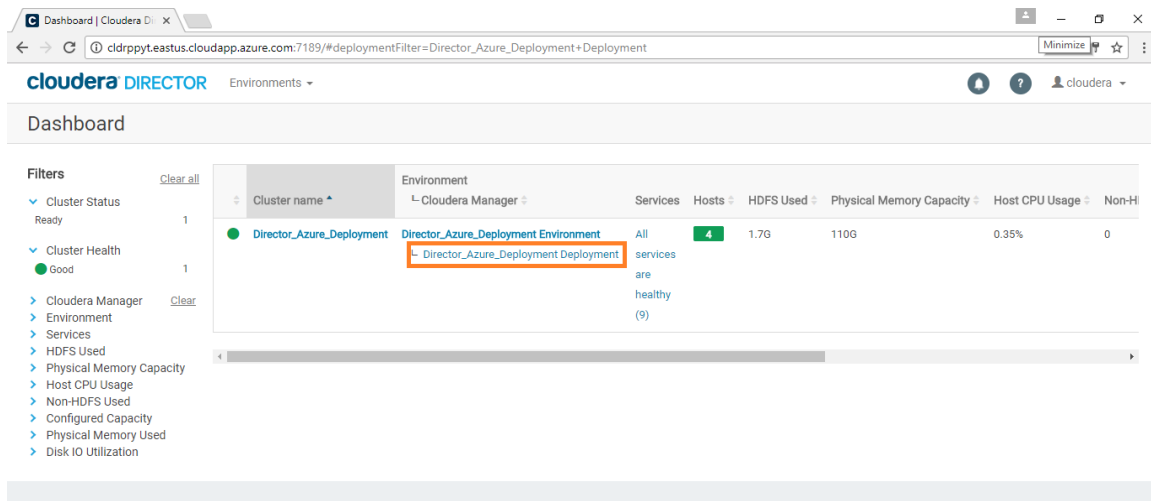 Dashboard | Cloudera Di
Minimize
cldrppyt.eastus.cloudapp.azure.com:7189/#deploymentFilter=Director_Azure_Deployment+Deployment
cloudera DIRECTOR
Environments
?
cloudera
Dashboard
Filters
Clear all
Cluster Status
Ready 1
Cluster Health
Good 1
Cloudera Manager Clear
Environment
Services
HDFS Used
Physical Memory Capacity
Host CPU Usage
Non-HDFS Used
Configured Capacity
Physical Memory Used
Disk IO Utilization
Environment
Cluster name Cloudera Manager Services Hosts HDFS Used Physical Memory Capacity Host CPU Usage Non-H
Director_Azure_Deployment Director_Azure_Deployment Environment All 4 1.7G 110G 0.35% 0
Director_Azure_Deployment Deployment services
are
healthy
(9)